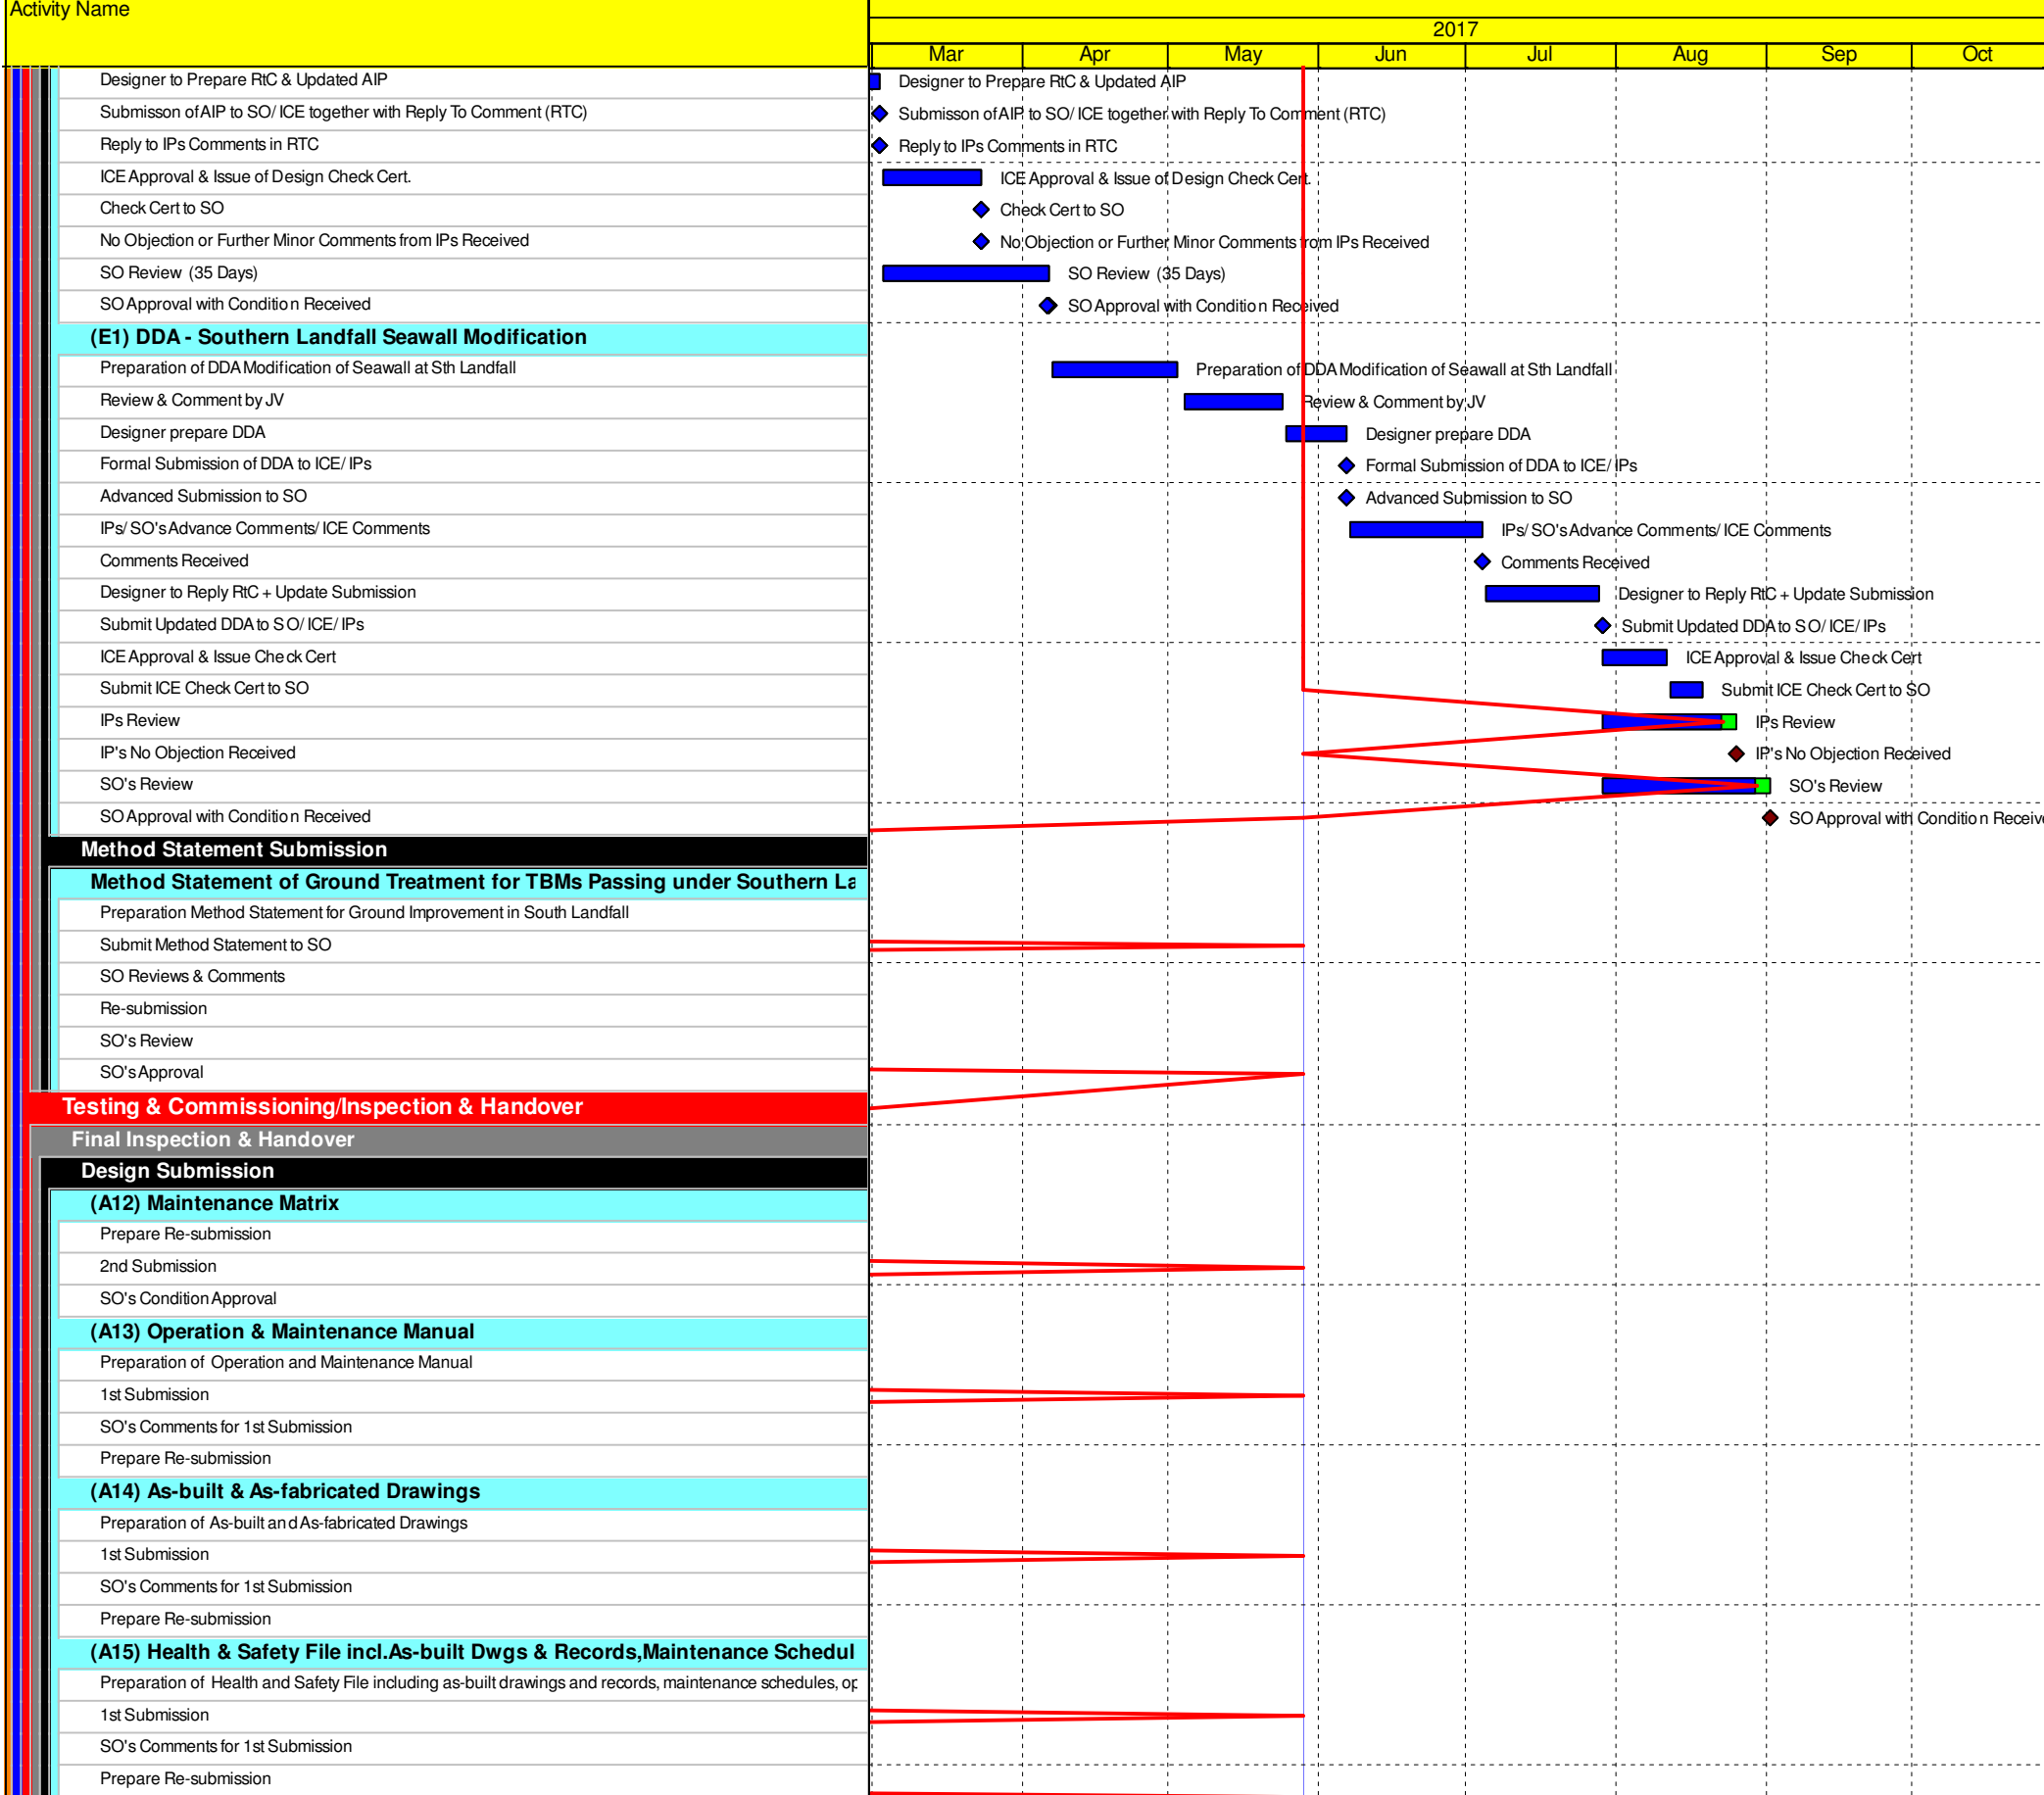 Activity Name
2017
Mar Apr May Jun Jul Aug Sep Oct
Designer to Prepare RtC & Updated AIP Designer to Prepare RtC & Updated AIP
Submisson of AIP to SO/ ICE together with Reply To Comment (RTC) Submisson of AIP to SO/ ICE together with Reply To Comment (RTC)
Reply to IPs Comments in RTC Reply to IPs Comments in RTC
ICE Approval & Issue of Design Check Cert. ICE Approval & Issue of Design Check Cert.
Check Cert to SO Check Cert to SO
No Objection or Further Minor Comments from IPs Received No Objection or Further Minor Comments from IPs Received
SO Review (35 Days) SO Review (35 Days)
SO Approval with Condition Received SO Approval with Condition Received
(E1) DDA - Southern Landfall Seawall Modification
Preparation of DDA Modification of Seawall at Sth Landfall Preparation of DDA Modification of Seawall at Sth Landfall
Review & Comment by JV Review & Comment by JV
Designer prepare DDA Designer prepare DDA
Formal Submission of DDA to ICE/ IPs Formal Submission of DDA to ICE/ IPs
Advanced Submission to SO Advanced Submission to SO
IPs/ SO's Advance Comments/ ICE Comments IPs/ SO's Advance Comments/ ICE Comments
Comments Received Comments Received
Designer to Reply RtC + Update Submission Designer to Reply RtC + Update Submission
Submit Updated DDA to SO/ ICE/ IPs Submit Updated DDA to SO/ ICE/ IPs
ICE Approval & Issue Check Cert ICE Approval & Issue Check Cert
Submit ICE Check Cert to SO Submit ICE Check Cert to SO
IPs Review IPs Review
IP's No Objection Received IP's No Objection Received
SO's Review SO's Review
SO Approval with Condition Received SO Approval with Condition Receiv
Method Statement Submission
Method Statement of Ground Treatment for TBMs Passing under Southern La
Preparation Method Statement for Ground Improvement in South Landfall
Submit Method Statement to SO
SO Reviews & Comments
Re-submission
SO's Review
SO's Approval
Testing & Commissioning/Inspection & Handover
Final Inspection & Handover
Design Submission
(A12) Maintenance Matrix
Prepare Re-submission
2nd Submission
SO's Condition Approval
(A13) Operation & Maintenance Manual
Preparation of Operation and Maintenance Manual
1st Submission
SO's Comments for 1st Submission
Prepare Re-submission
(A14) As-built & As-fabricated Drawings
Preparation of As-built and As-fabricated Drawings
1st Submission
SO's Comments for 1st Submission
Prepare Re-submission
(A15) Health & Safety File incl.As-built Dwgs & Records,Maintenance Schedul
Preparation of Health and Safety File including as-built drawings and records, maintenance schedules, op
1st Submission
SO's Comments for 1st Submission
Prepare Re-submission